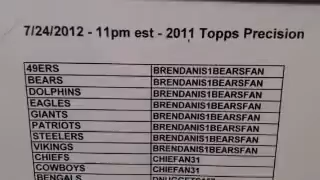 7/24/2012 - 11pm est - 2011 Topps Precision
49ERS BRENDANIS1BEARSFAN
BEARS BRENDANIS1BEARSFAN
DOLPHINS BRENDANIS1BEARSFAN
EAGLES BRENDANIS1BEARSFAN
GIANTS BRENDANIS1BEARSFAN
PATRIOTS BRENDANIS1BEARSFAN
STEELERS BRENDANIS1BEARSFAN
VIKINGS BRENDANIS1BEARSFAN
CHIEFS CHIEFAN31
COWBOYS CHIEFAN31
BENGALS